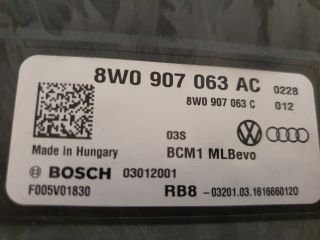 8W0 907 063 AC 0228
8W0 907 063 C 012
03S
Made in Hungary BCM1 MLBevo
BOSCH 03012001
F005V01830 RB8 -03201.03.1616660120